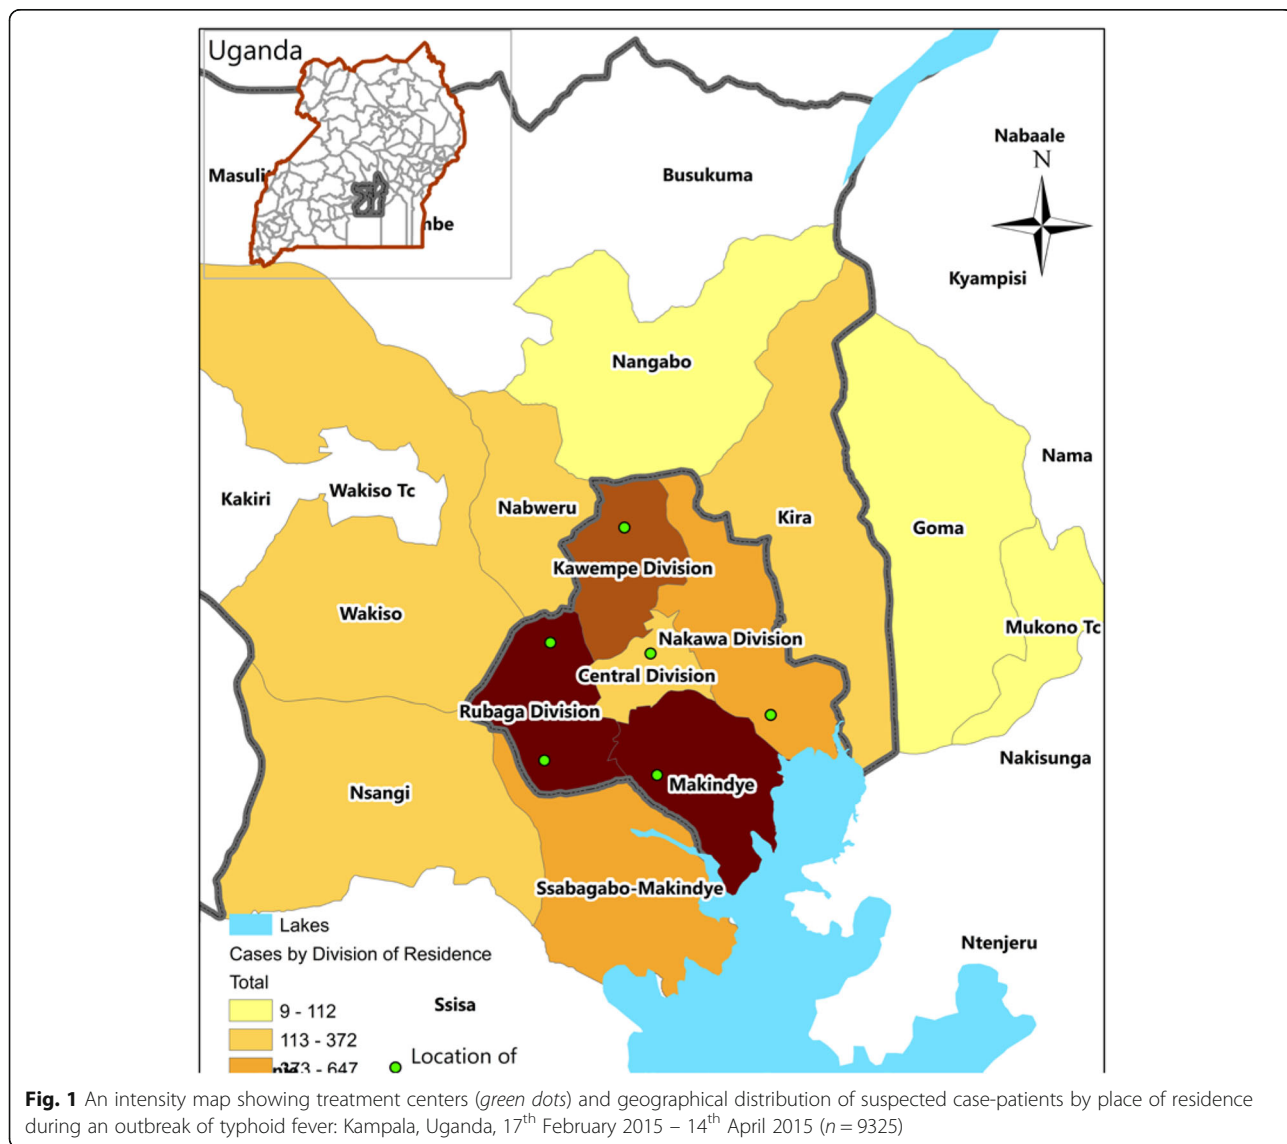 Uganda
Nabaale
N
Masuli
Busukuma
nbe
Kyampisi
Nangabo
Nama
Kakiri
Wakiso Tc
Nabweru
Kira
Goma
Kawempe Division
Wakiso
Nakawa Division
Mukono Tc
Central Division
Rubaga Division
Nakisunga
Nsangi
Makindye
Ssabagabo-Makindye
Lakes
Ntenjeru
Cases by Division of Residence
Total
Ssisa
9 - 112
113 - 372
Location of
373 - 647
Fig. 1 An intensity map showing treatment centers (green dots) and geographical distribution of suspected case-patients by place of residence
during an outbreak of typhoid fever: Kampala, Uganda, 17th February 2015 – 14th April 2015 (n = 9325)